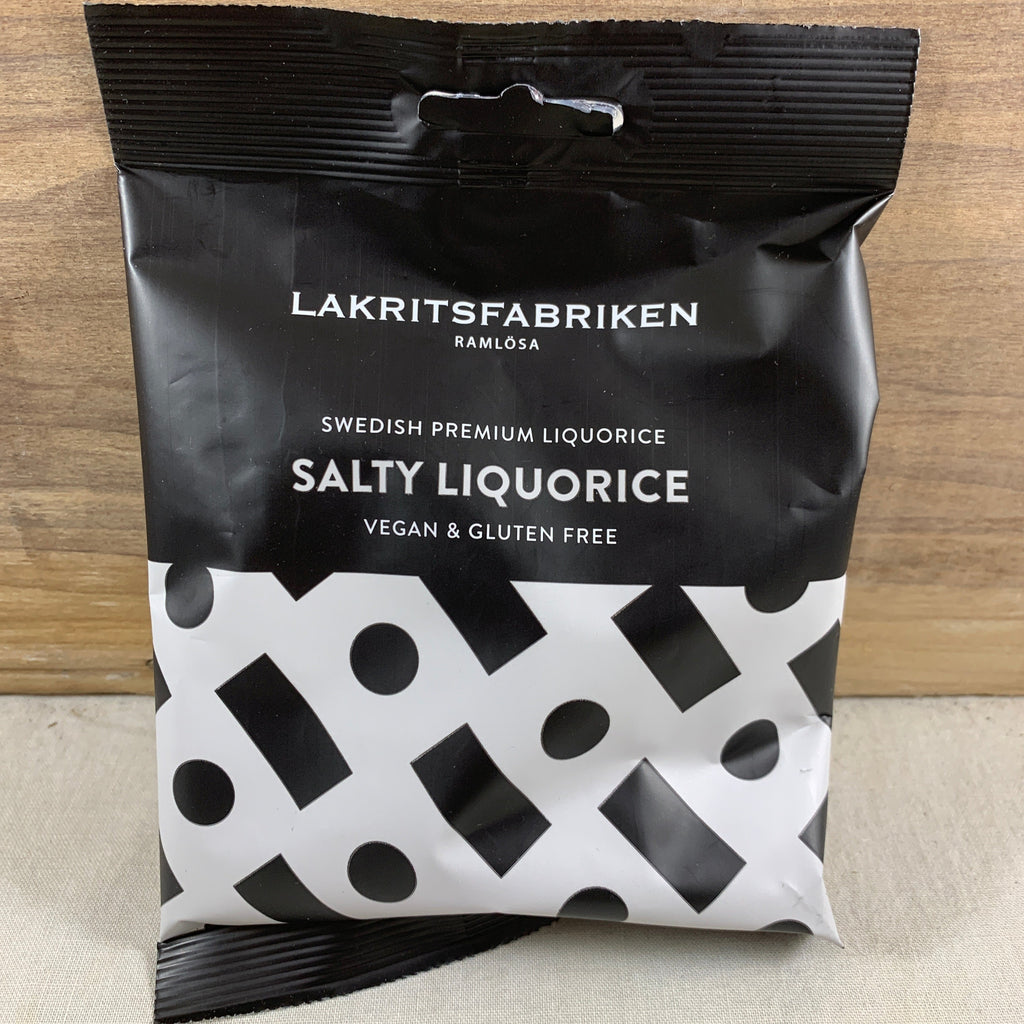 LAKRITSFABRIKEN
RAMLÖSA
SWEDISH PREMIUM LIQUORICE
SALTY LIQUORICE
VEGAN & GLUTEN FREE